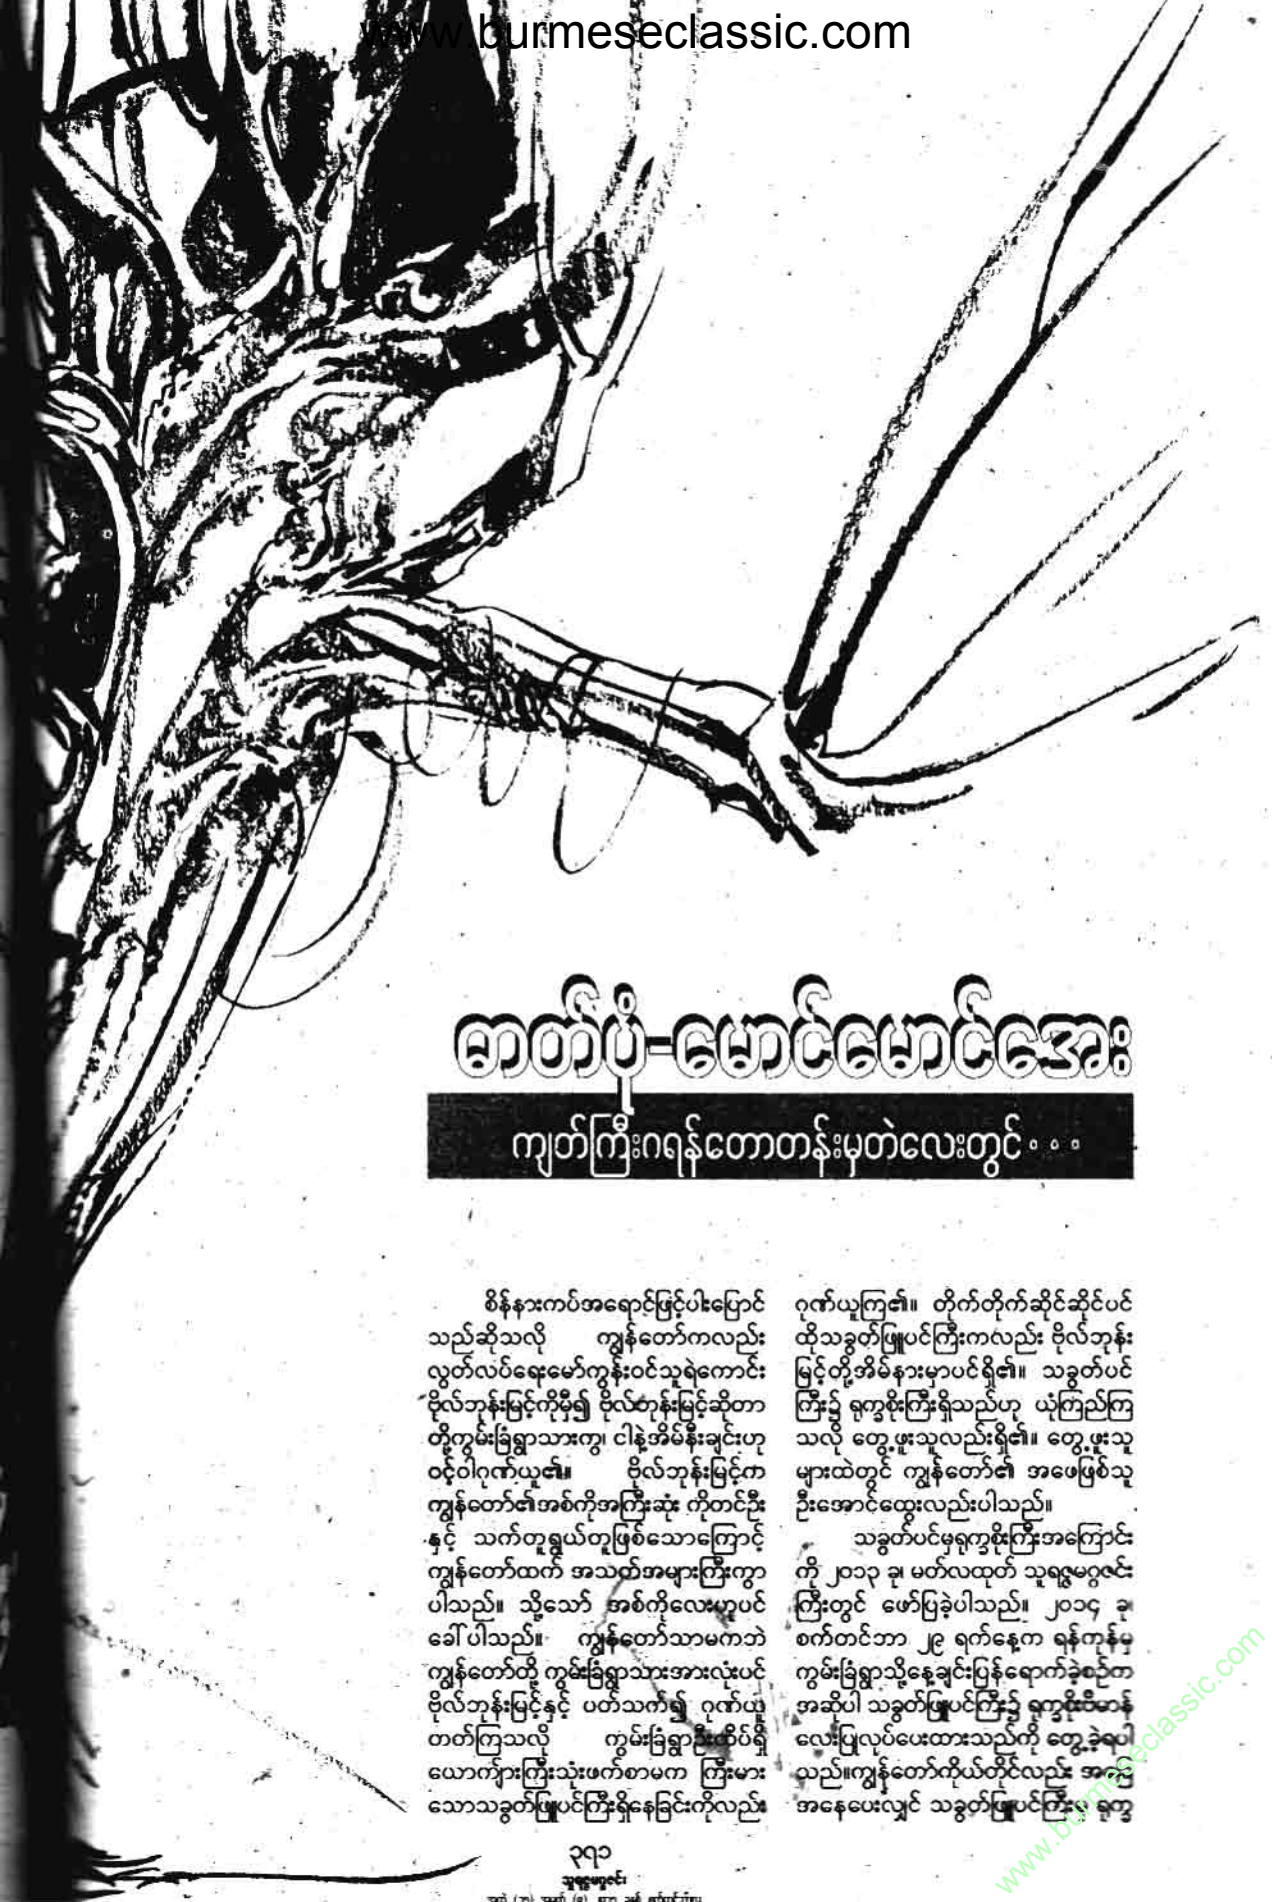 www.burmeseclassic.com
ဓာတ်ပုံ-မောင်မောင်အေး
ကျုတ်ကြီးဂရန်တောတန်းမှတဲလေးတွင်...
စိန်နားကပ်အရောင်ဖြင့်ပါးပြောင်
သည်ဆိုသလို ကျွန်တော်ကလည်း
လွတ်လပ်ရေးမော်ကွန်းဝင်သူရဲကောင်း
ဗိုလ်ဘုန်းမြင့်ကိုမှီ၍ ဗိုလ်ဘုန်းမြင့်ဆိုတာ
တို့ကွမ်းခြံရွာသားကွ၊ ငါနဲ့အိမ်နီးချင်းဟု
ဝင့်ဝါဂုဏ်ယူ၏။ ဗိုလ်ဘုန်းမြင့်က
ကျွန်တော်၏အစ်ကိုအကြီးဆုံး ကိုတင်ဦး
နှင့် သက်တူရွယ်တူဖြစ်သောကြောင့်
ကျွန်တော်ထက် အသက်အများကြီးကွာ
ပါသည်။ သို့သော် အစ်ကိုလေးဟူပင်
ခေါ်ပါသည်။ ကျွန်တော်သာမကဘဲ
ကျွန်တော်တို့ ကွမ်းခြံရွာသားအားလုံးပင်
ဗိုလ်ဘုန်းမြင့်နှင့် ပတ်သက်၍ ဂုဏ်ယူ
တတ်ကြသလို ကွမ်းခြံရွာဦးထိပ်ရှိ
ယောက်ျားကြီးသုံးဖက်စာမက ကြီးမား
သောသခွတ်ဖြူပင်ကြီးရှိနေခြင်းကိုလည်း
ဂုဏ်ယူကြ၏။ တိုက်တိုက်ဆိုင်ဆိုင်ပင်
ထိုသခွတ်ဖြူပင်ကြီးကလည်း ဗိုလ်ဘုန်း
မြင့်တို့အိမ်နားမှာပင်ရှိ၏။ သခွတ်ပင်
ကြီး၌ ရုက္ခစိုးကြီးရှိသည်ဟု ယုံကြည်ကြ
သလို တွေ့ဖူးသူလည်းရှိ၏။ တွေ့ဖူးသူ
များထဲတွင် ကျွန်တော်၏ အဖေဖြစ်သူ
ဦးအောင်ထွေးလည်းပါသည်။
သခွတ်ပင်မှရုက္ခစိုးကြီးအကြောင်း
ကို ၂၀၁၃ ခု၊ မတ်လထုတ် သူရဇ္ဇမဂ္ဂဇင်း
ကြီးတွင် ဖော်ပြခဲ့ပါသည်။ ၂၀၁၄ ခု၊
စက်တင်ဘာ ၂၉ ရက်နေ့က ရန်ကုန်မှ
ကွမ်းခြံရွာသို့နေ့ချင်းပြန်ရောက်ခဲ့စဉ်က
အဆိုပါ သခွတ်ဖြူပင်ကြီး၌ ရုက္ခစိုးဗိမာန်
လေးပြုလုပ်ပေးထားသည်ကို တွေ့ခဲ့ရပါ
သည်။ကျွန်တော်ကိုယ်တိုင်လည်း
အနေပေးလျှင် သခွတ်ဖြူပင်ကြီးမှ ရုက္ခ
၃၇၁
သူရဇ္ဇမဂ္ဂဇင်း
www.burmeseclassic.com